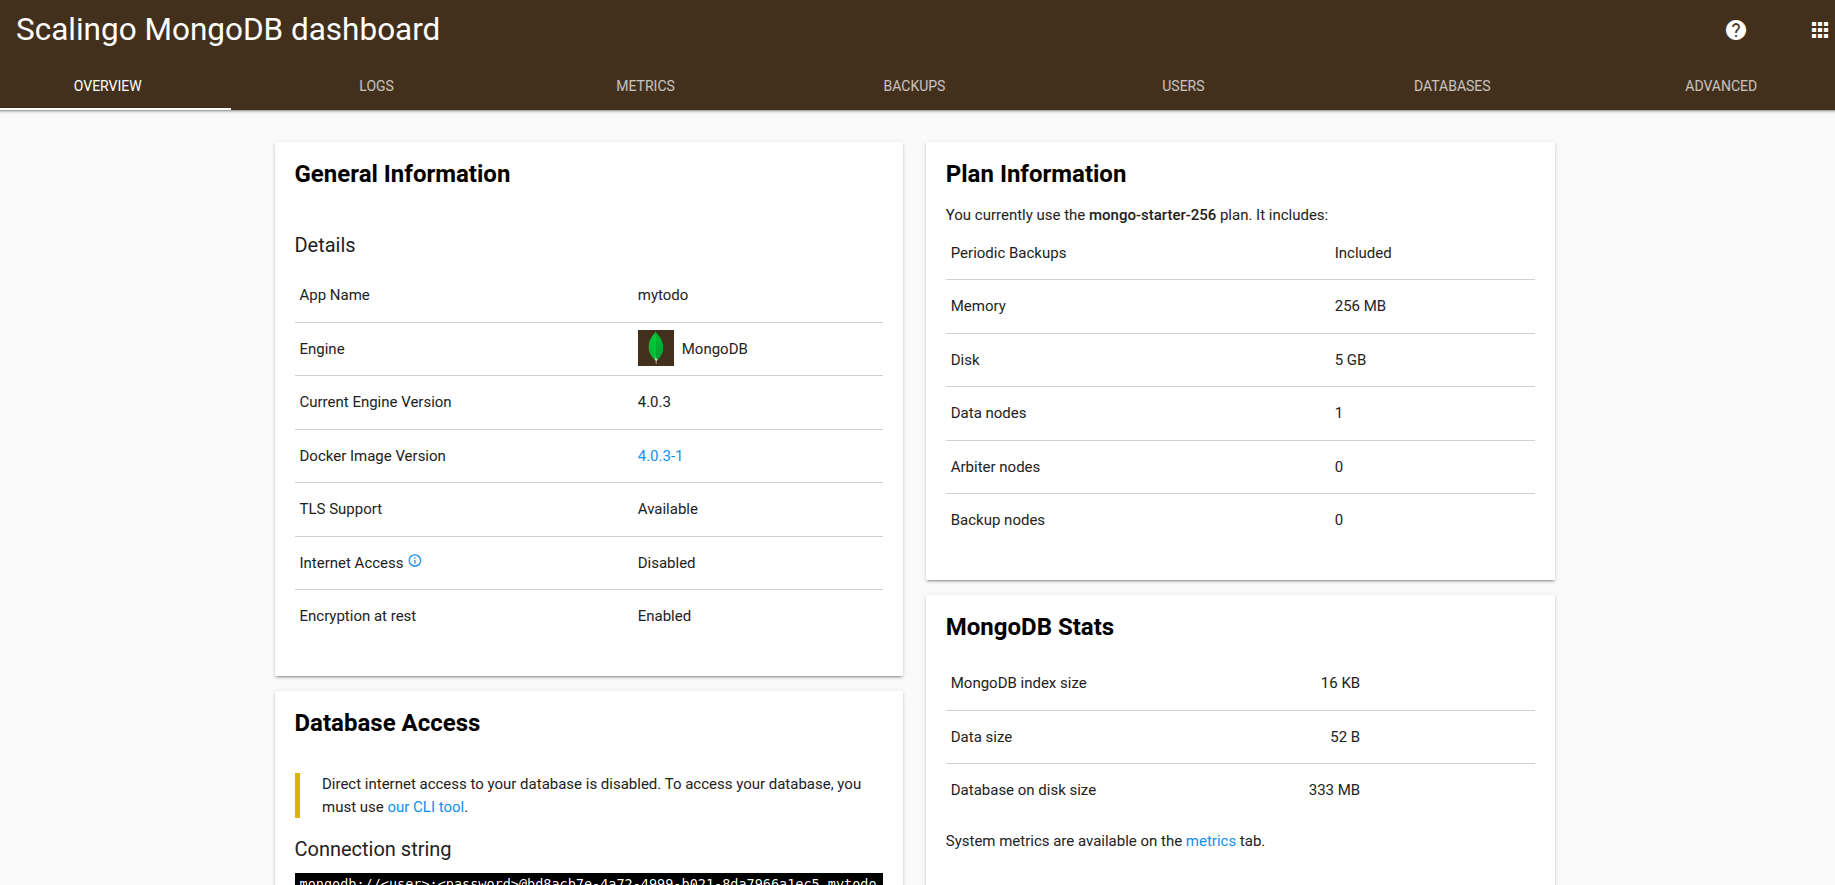 Scalingo MongoDB dashboard
OVERVIEW LOGS METRICS BACKUPS USERS DATABASES ADVANCED
General Information
Details
App Name mytodo
Engine MongoDB
Current Engine Version 4.0.3
Docker Image Version 4.0.3-1
TLS Support Available
Internet Access Disabled
Encryption at rest Enabled
Database Access
Direct internet access to your database is disabled. To access your database, you
must use our CLI tool.
Connection string
Plan Information
You currently use the mongo-starter-256 plan. It includes:
Periodic Backups Included
Memory 256 MB
Disk 5 GB
Data nodes 1
Arbiter nodes 0
Backup nodes 0
MongoDB Stats
MongoDB index size 16 KB
Data size 52 B
Database on disk size 333 MB
System metrics are available on the metrics tab.